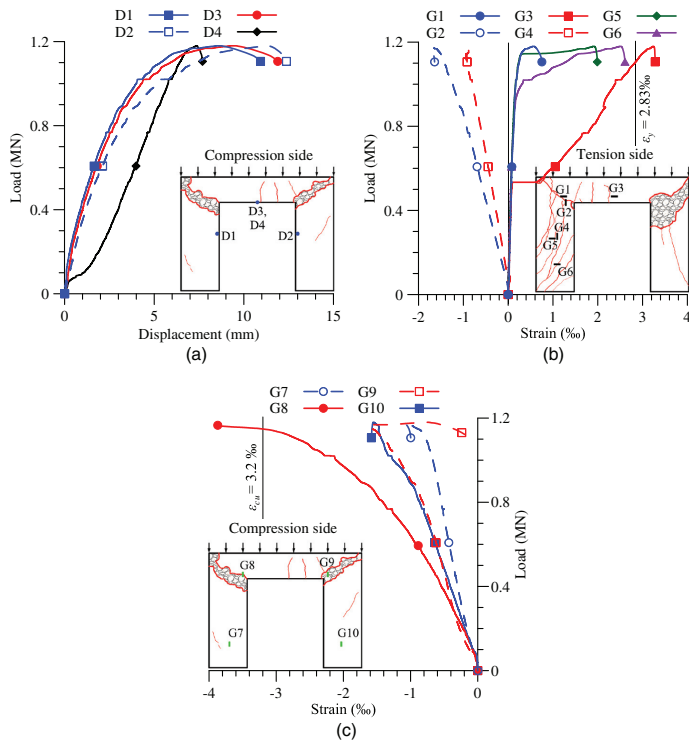 D1 D3
D2 D4
1.2
0.8
0.4
0
Load (MN)
Compression side
D3,
D4
D1 D2
0 5 10 15
Displacement (mm)
(a)
G1 G3 G5
G2 G4 G6
1.2
0.8
0.4
0
Load (MN)
εy = 2.83‰
Tension side
G1 G3
G2
G4
G5
G6
-2 -1 0 1 2 3 4
Strain (‰)
(b)
G7 G9
G8 G10
1.2
0.8
0.4
0
Load (MN)
εcu = 3.2 ‰
Compression side
G8 G9
G7 G10
-4 -3 -2 -1 0
Strain (‰)
(c)